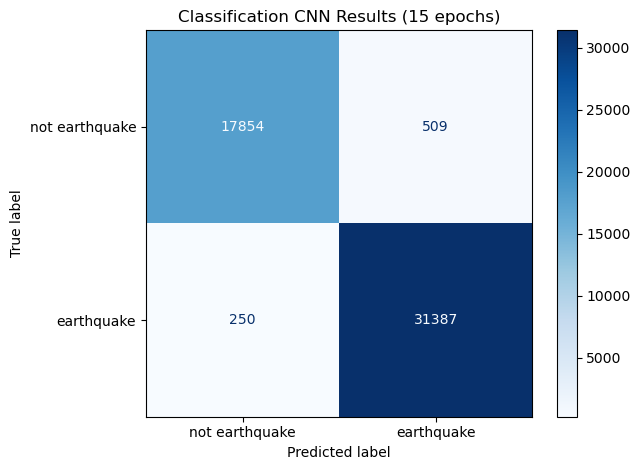 Classification CNN Results (15 epochs)
True label
not earthquake
17854
509
earthquake
250
31387
not earthquake
earthquake
Predicted label
30000
25000
20000
15000
10000
5000